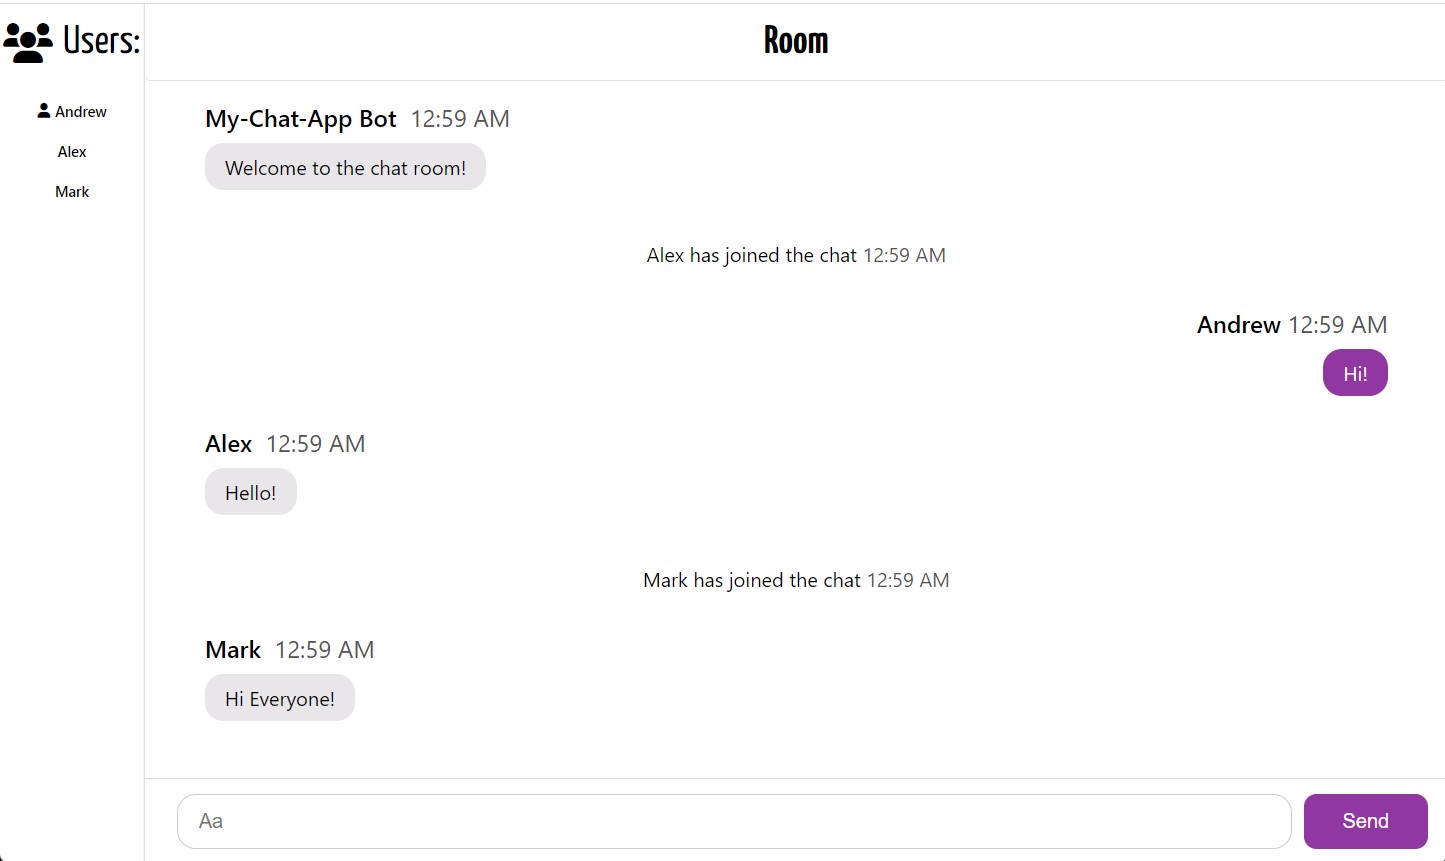 Users:
Andrew
Alex
Mark
Room
My-Chat-App Bot 12:59 AM
Welcome to the chat room!
Alex has joined the chat 12:59 AM
Andrew 12:59 AM
Hi!
Alex 12:59 AM
Hello!
Mark has joined the chat 12:59 AM
Mark 12:59 AM
Hi Everyone!
Aa
Send